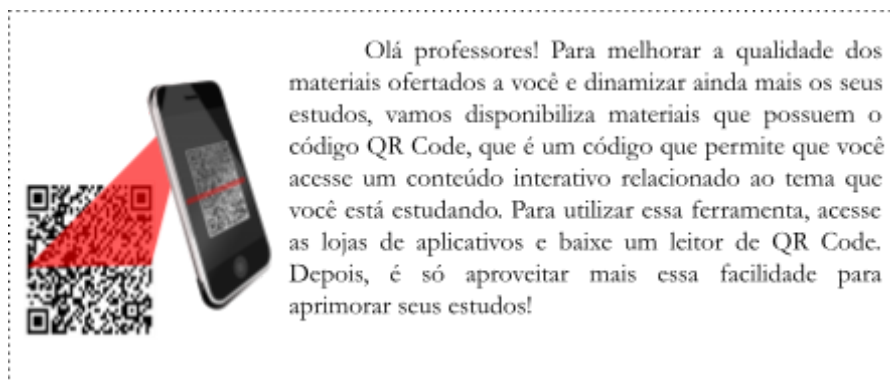 Olá professores! Para melhorar a qualidade dos
materiais ofertados a você e dinamizar ainda mais os seus
estudos, vamos disponibiliza materiais que possuem o
código QR Code, que é um código que permite que você
acesse um conteúdo interativo relacionado ao tema que
você está estudando. Para utilizar essa ferramenta, acesse
as lojas de aplicativos e baixe um leitor de QR Code.
Depois, é só aproveitar mais essa facilidade para
aprimorar seus estudos!